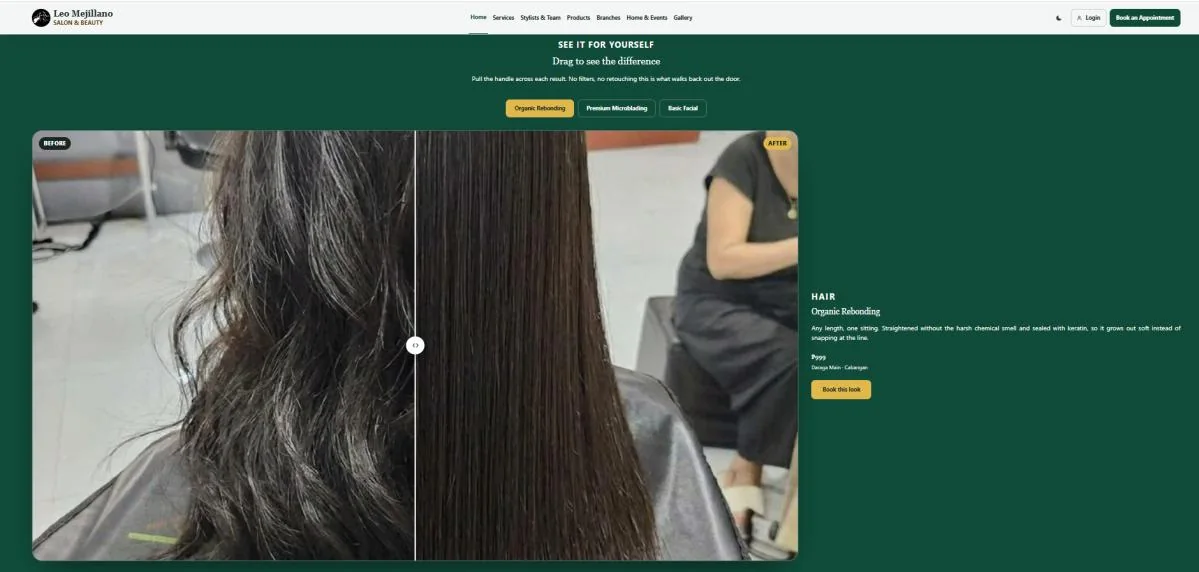 Leo Mejillano
SALON & BEAUTY
Home Services Stylists & Team Products Branches Home & Events Gallery
Login
Book an Appointment
SEE IT FOR YOURSELF
Drag to see the difference
Pull the handle across each result. No filters, no retouching this is what walks back out the door.
Organic Rebonding
Premium Microblading
Basic Facial
BEFORE
AFTER
HAIR
Organic Rebonding
Any length, one sitting. Straightened without the harsh chemical smell and sealed with keratin, so it grows out soft instead of
snapping at the line.
₱999
Daraga Main · Cabangan
Book this look